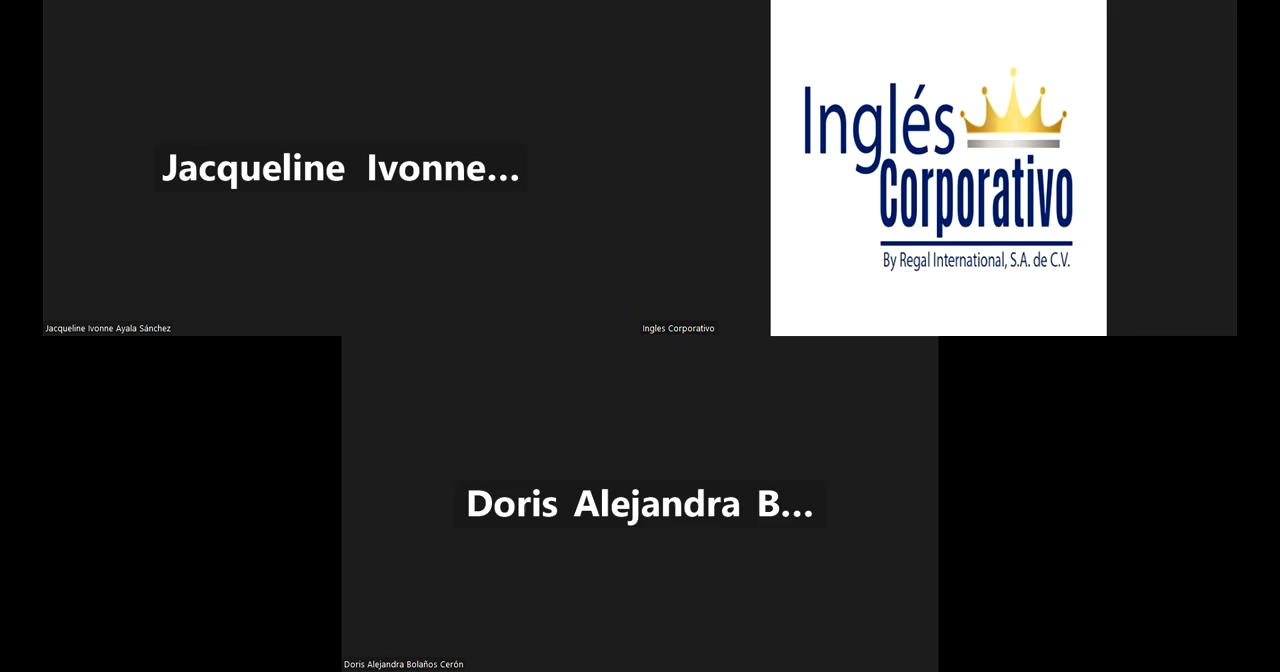 Jacqueline Ivonne...
Jacqueline Ivonne Ayala Sánchez
Inglés
Corporativo
By Regal International, S.A. de C.V.
Ingles Corporativo
Doris Alejandra B...
Doris Alejandra Bolaños Cerón